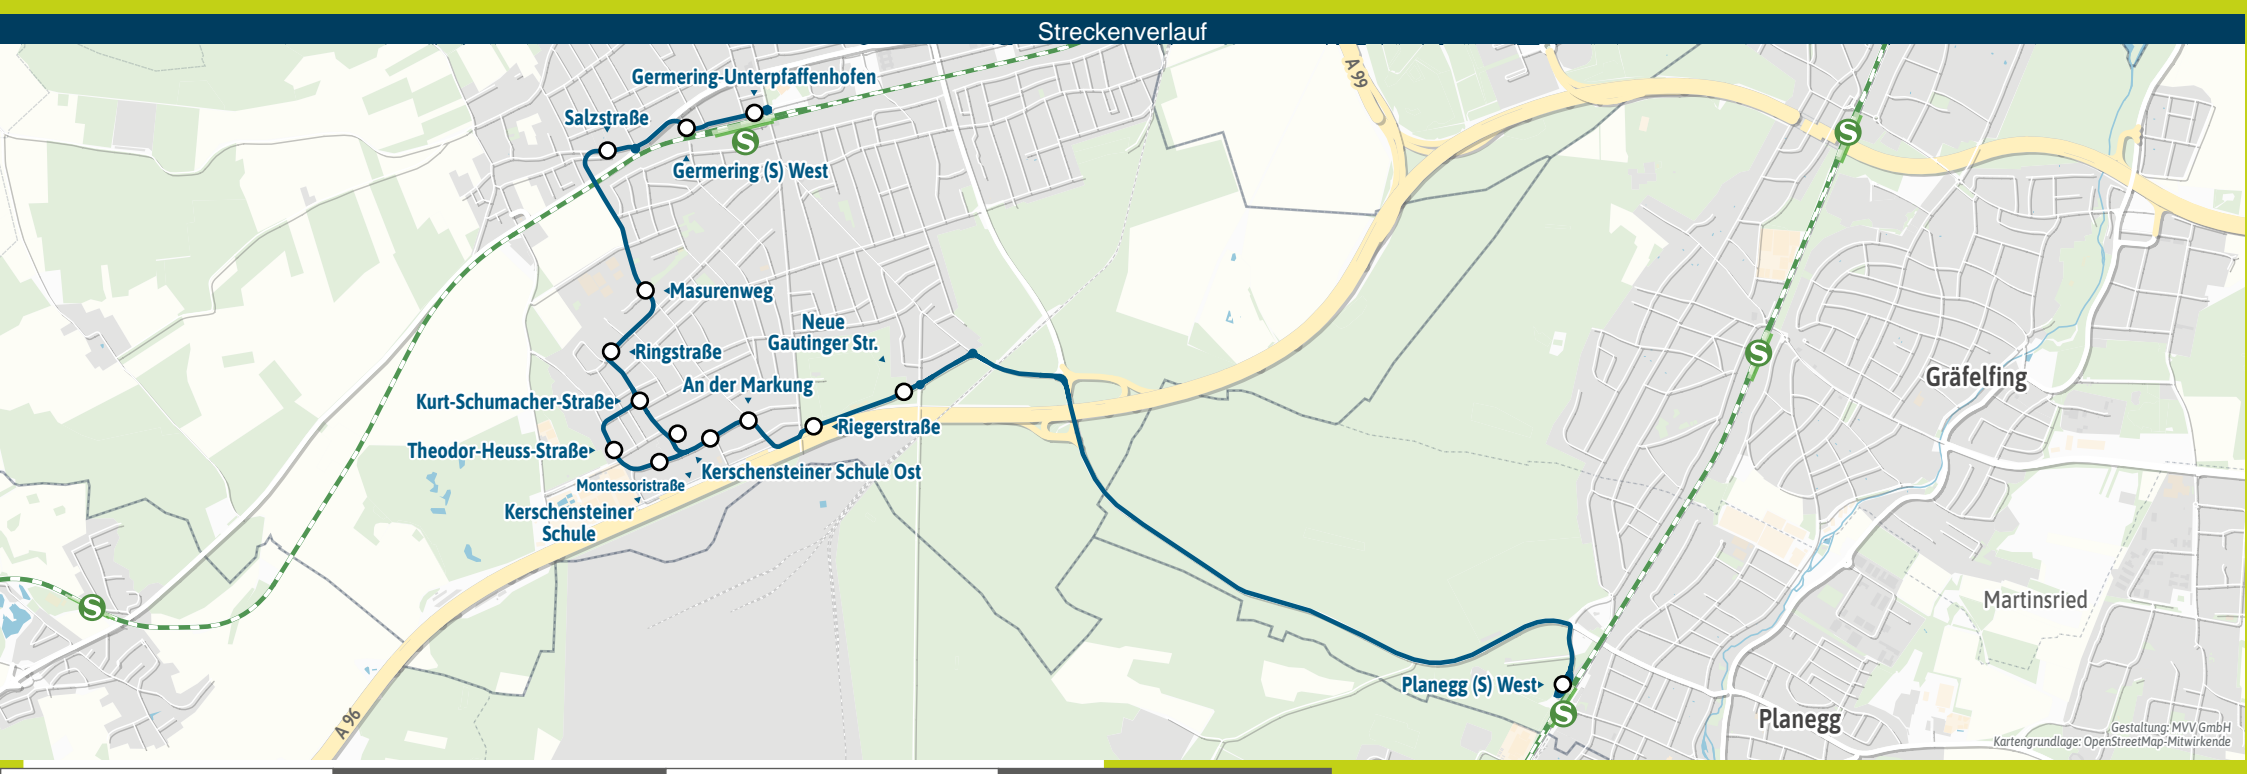 Streckenverlauf
Germering-Unterpfaffenhofen
A 99
Salzstraße
S
S
Germering (S) West
Masurenweg
Neue
Gautinger Str.
Ringstraße
S
An der Markung
Gräfelfing
Kurt-Schumacher-Straße
Riegerstraße
Theodor-Heuss-Straße
Kerschensteiner Schule Ost
Montessoristraße
Kerschensteiner
Schule
S
Martinsried
Planegg (S) West
S
A 96
Planegg
Gestaltung: MVV GmbH
Kartengrundlage: OpenStreetMap-Mitwirkende